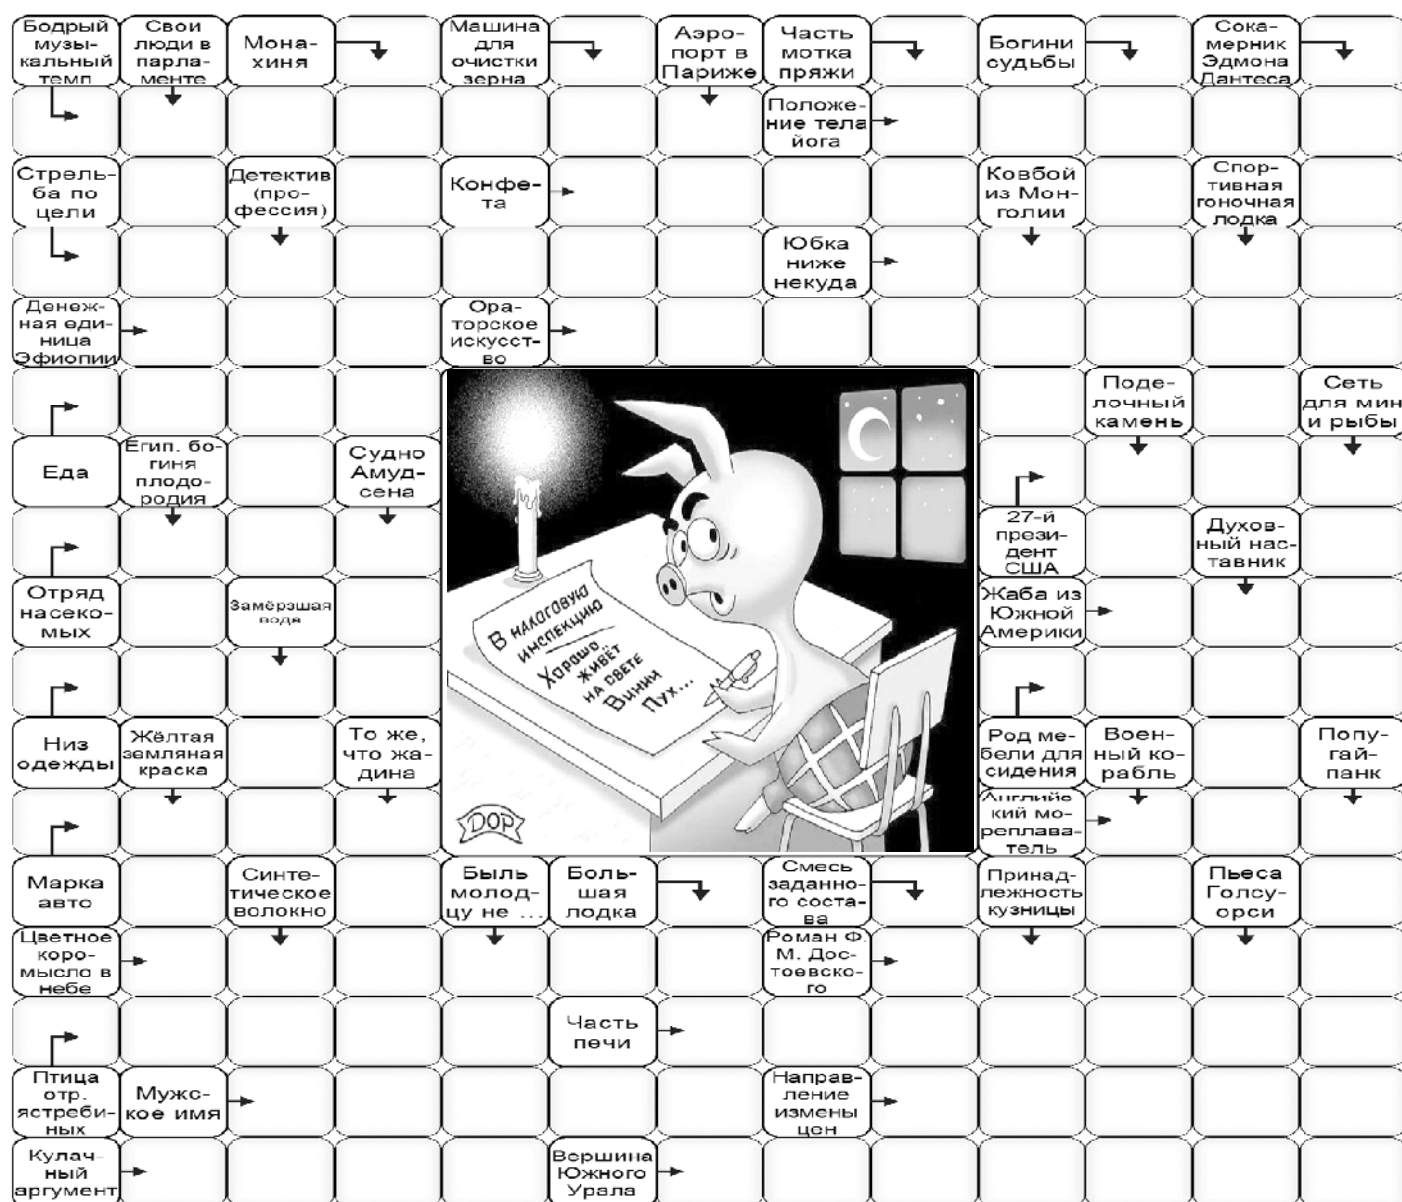 Бодрый
музы-
кальный
темп
Свои
люди в
парла-
менте
Мона-
хиня
Машина
для
очистки
зерна
Аэро-
порт в
Париже
Часть
мотка
пряжи
Богини
судьбы
Сока-
мерник
Эдмона
Дантеса
Положе-
ние тела
йога
Стрель-
ба по
цели
Детектив
(про-
фессия)
Конфе-
та
Ковбой
из Мон-
голии
Спор-
тивная
гоночная
лодка
Юбка
ниже
некуда
Денеж-
ная еди-
ница
Эфиопии
Ора-
торское
искусст-
во
Поде-
лочный
камень
Сеть
для мин
и рыбы
Еда
Егип. бо-
гиня
плодо-
родия
Судно
Амуд-
сена
27-й
прези-
дент
США
Духов-
ный нас-
тавник
Отряд
насеко-
мых
Замёрзшая
вода
Жаба из
Южной
Америки
В налаговую
инспекцию
Харашо
живёт
на свете
Винни
Пух...
Низ
одежды
Жёлтая
земляная
краска
То же,
что жа-
дина
Род ме-
бели для
сидения
Воен-
ный ко-
рабль
Попу-
гай-
панк
DOP
Английс-
кий мо-
реплава-
тель
Марка
авто
Синте-
тическое
волокно
Быль
молод-
цу не ...
Боль-
шая
лодка
Смесь
заданно-
го соста-
ва
Принад-
лежность
кузницы
Пьеса
Голсу-
орси
Цветное
коро-
мысло в
небе
Роман Ф.
М. Дос-
тоевско-
го
Часть
печи
Птица
отр.
ястреби-
ных
Мужс-
кое имя
Направ-
ление
измены
цен
Кулач-
ный
аргумент
Вершина
Южного
Урала